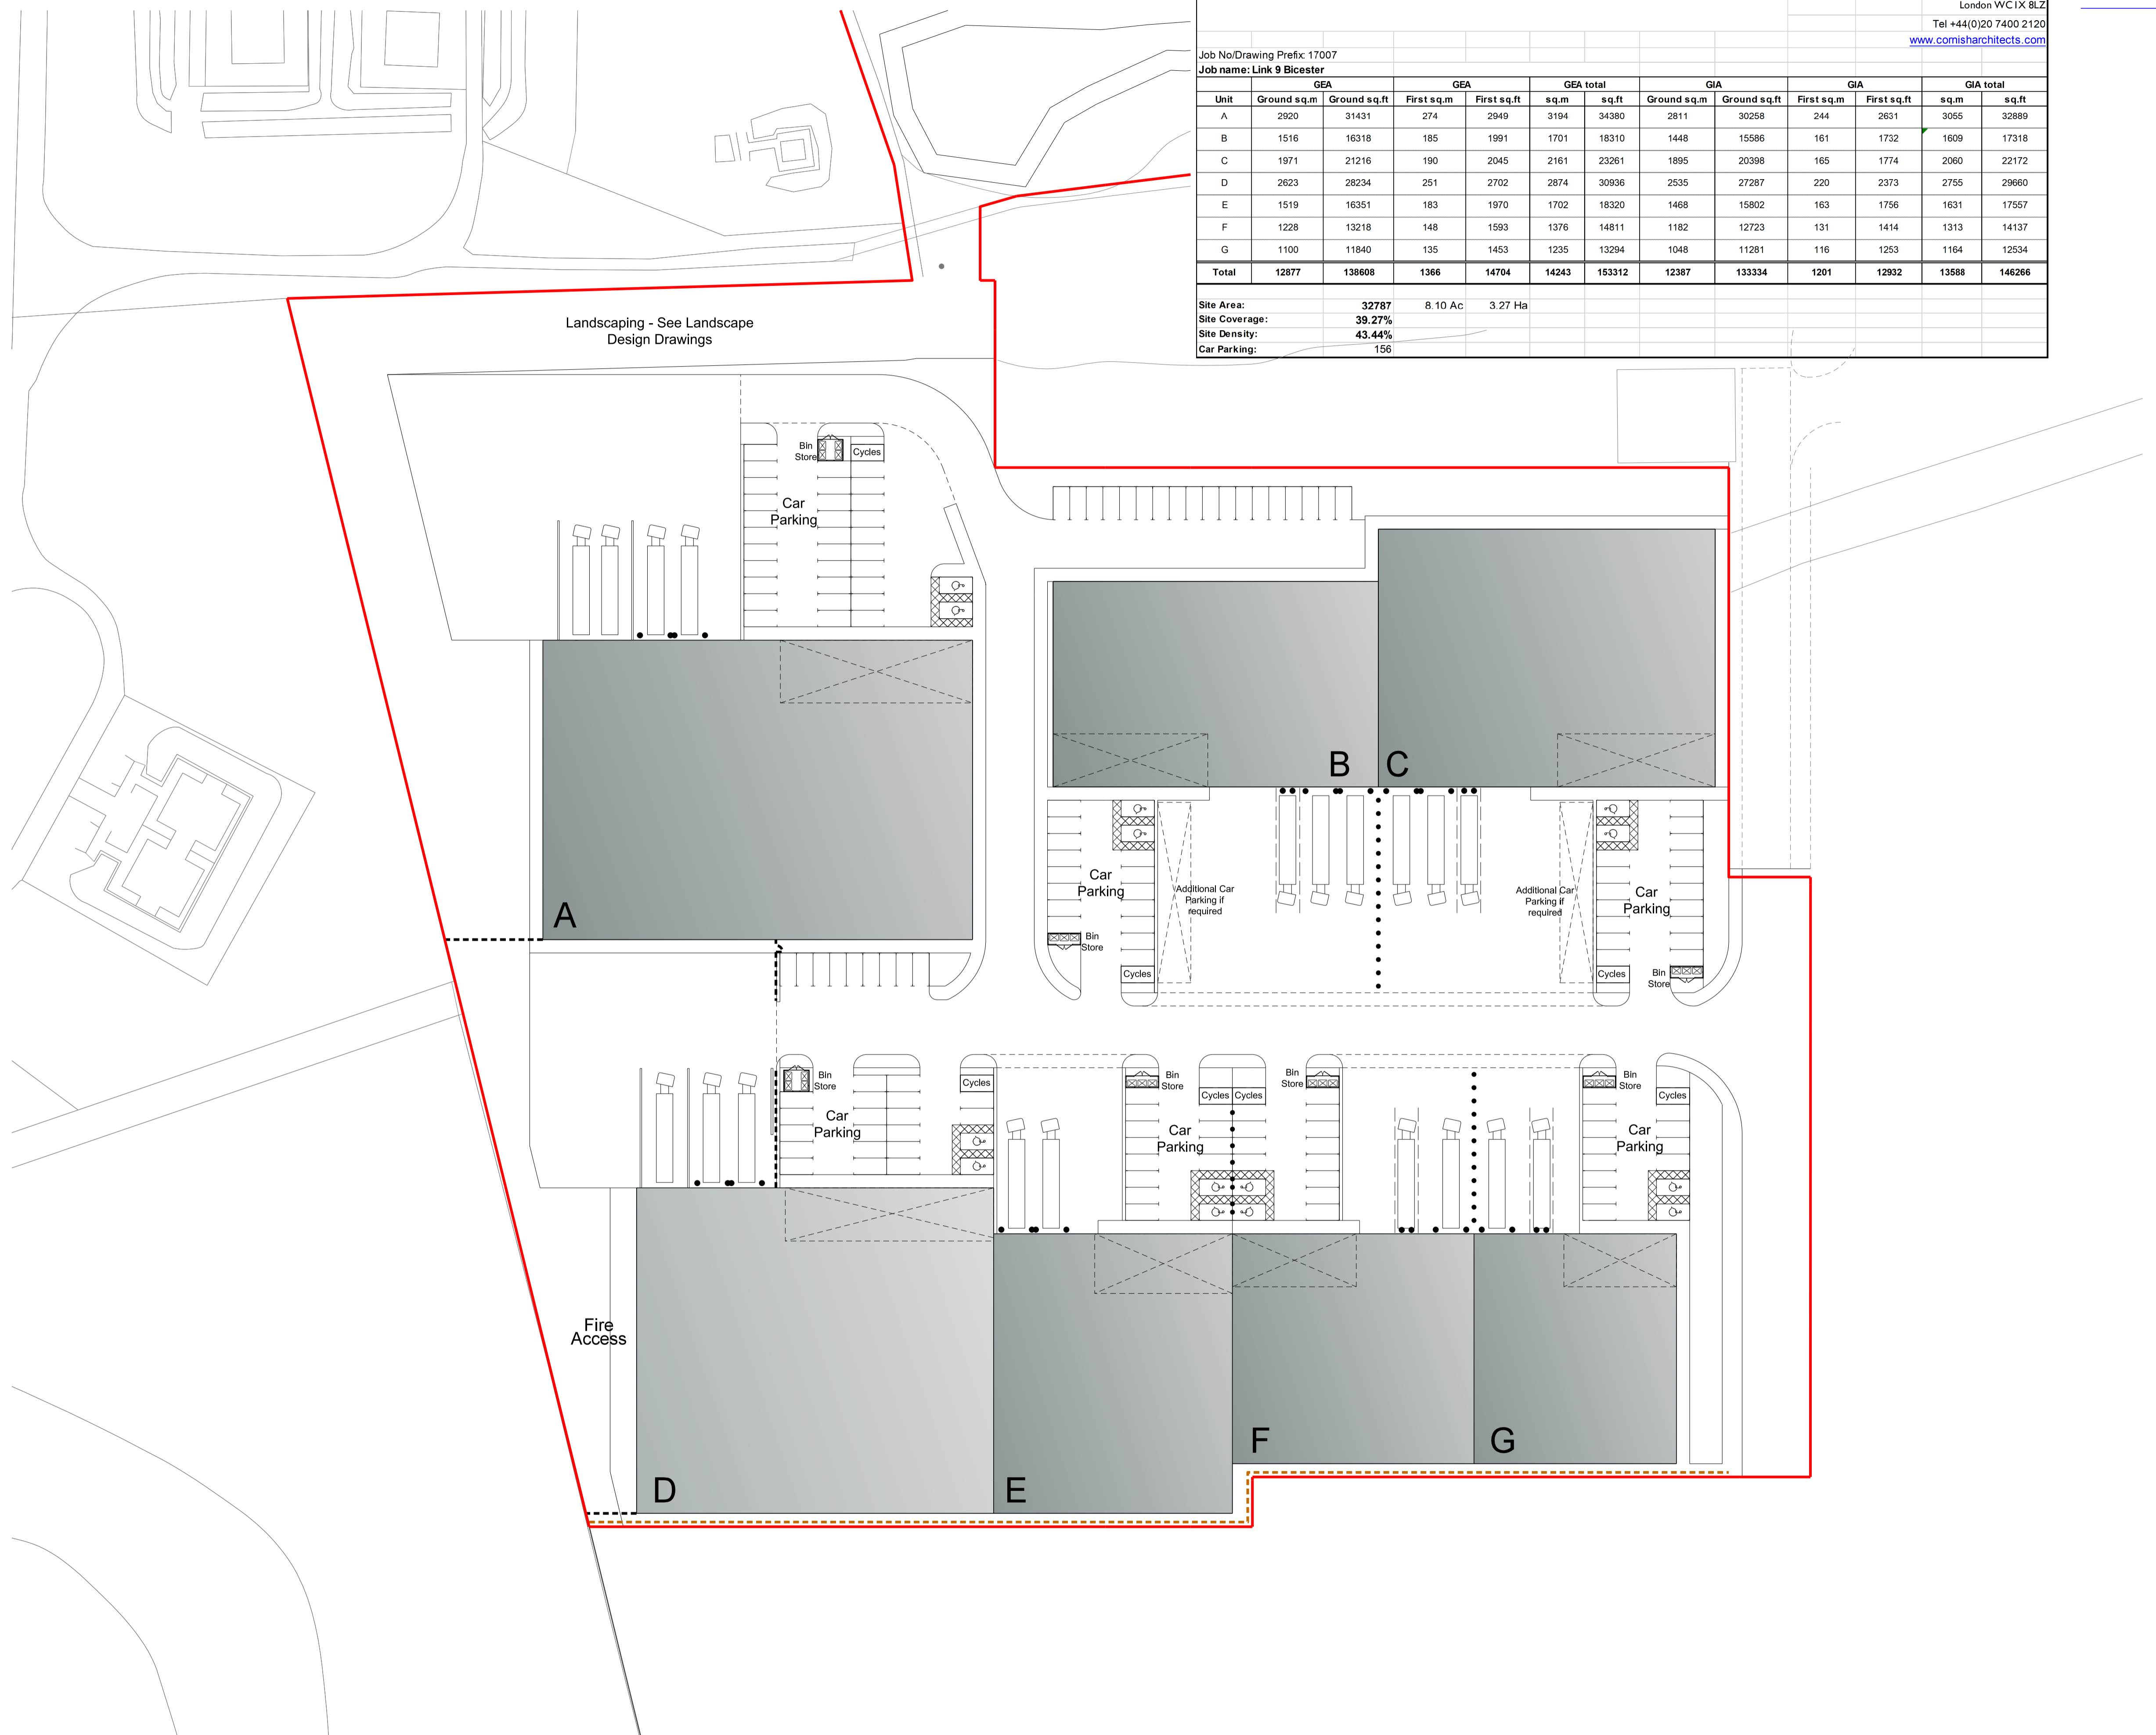 London WC1X 8LZ
Tel +44(0)20 7400 2120
www.cornisharchitects.com
Job No/Drawing Prefix: 17007
Job name: Link 9 Bicester
GEA GEA GEA total GIA GIA GIA total
Unit Ground sq.m Ground sq.ft First sq.m First sq.ft sq.m sq.ft Ground sq.m Ground sq.ft First sq.m First sq.ft sq.m sq.ft
A 2920 31431 274 2949 3194 34380 2811 30258 244 2631 3055 32889
B 1516 16318 185 1991 1701 18310 1448 15586 161 1732 1609 17318
C 1971 21216 190 2045 2161 23261 1895 20398 165 1774 2060 22172
D 2623 28234 251 2702 2874 30936 2535 27287 220 2373 2755 29660
E 1519 16351 183 1970 1702 18320 1468 15802 163 1756 1631 17557
F 1228 13218 148 1593 1376 14811 1182 12723 131 1414 1313 14137
G 1100 11840 135 1453 1235 13294 1048 11281 116 1253 1164 12534
Total 12877 138608 1366 14704 14243 153312 12387 133334 1201 12932 13588 146266
Site Area: 32787 8.10 Ac 3.27 Ha
Site Coverage: 39.27%
Site Density: 43.44%
Car Parking: 156
Landscaping - See Landscape
Design Drawings
Bin
Store
Cycles
Car
Parking
A
B
C
Car
Parking
Additional Car
Parking if
required
Bin
Store
Cycles
Additional Car
Parking if
required
Car
Parking
Cycles
Bin
Store
Bin
Store
Car
Parking
Cycles
Bin
Store
Car
Parking
Cycles
Cycles
Bin
Store
Bin
Store
Car
Parking
Cycles
Fire
Access
D
E
F
G